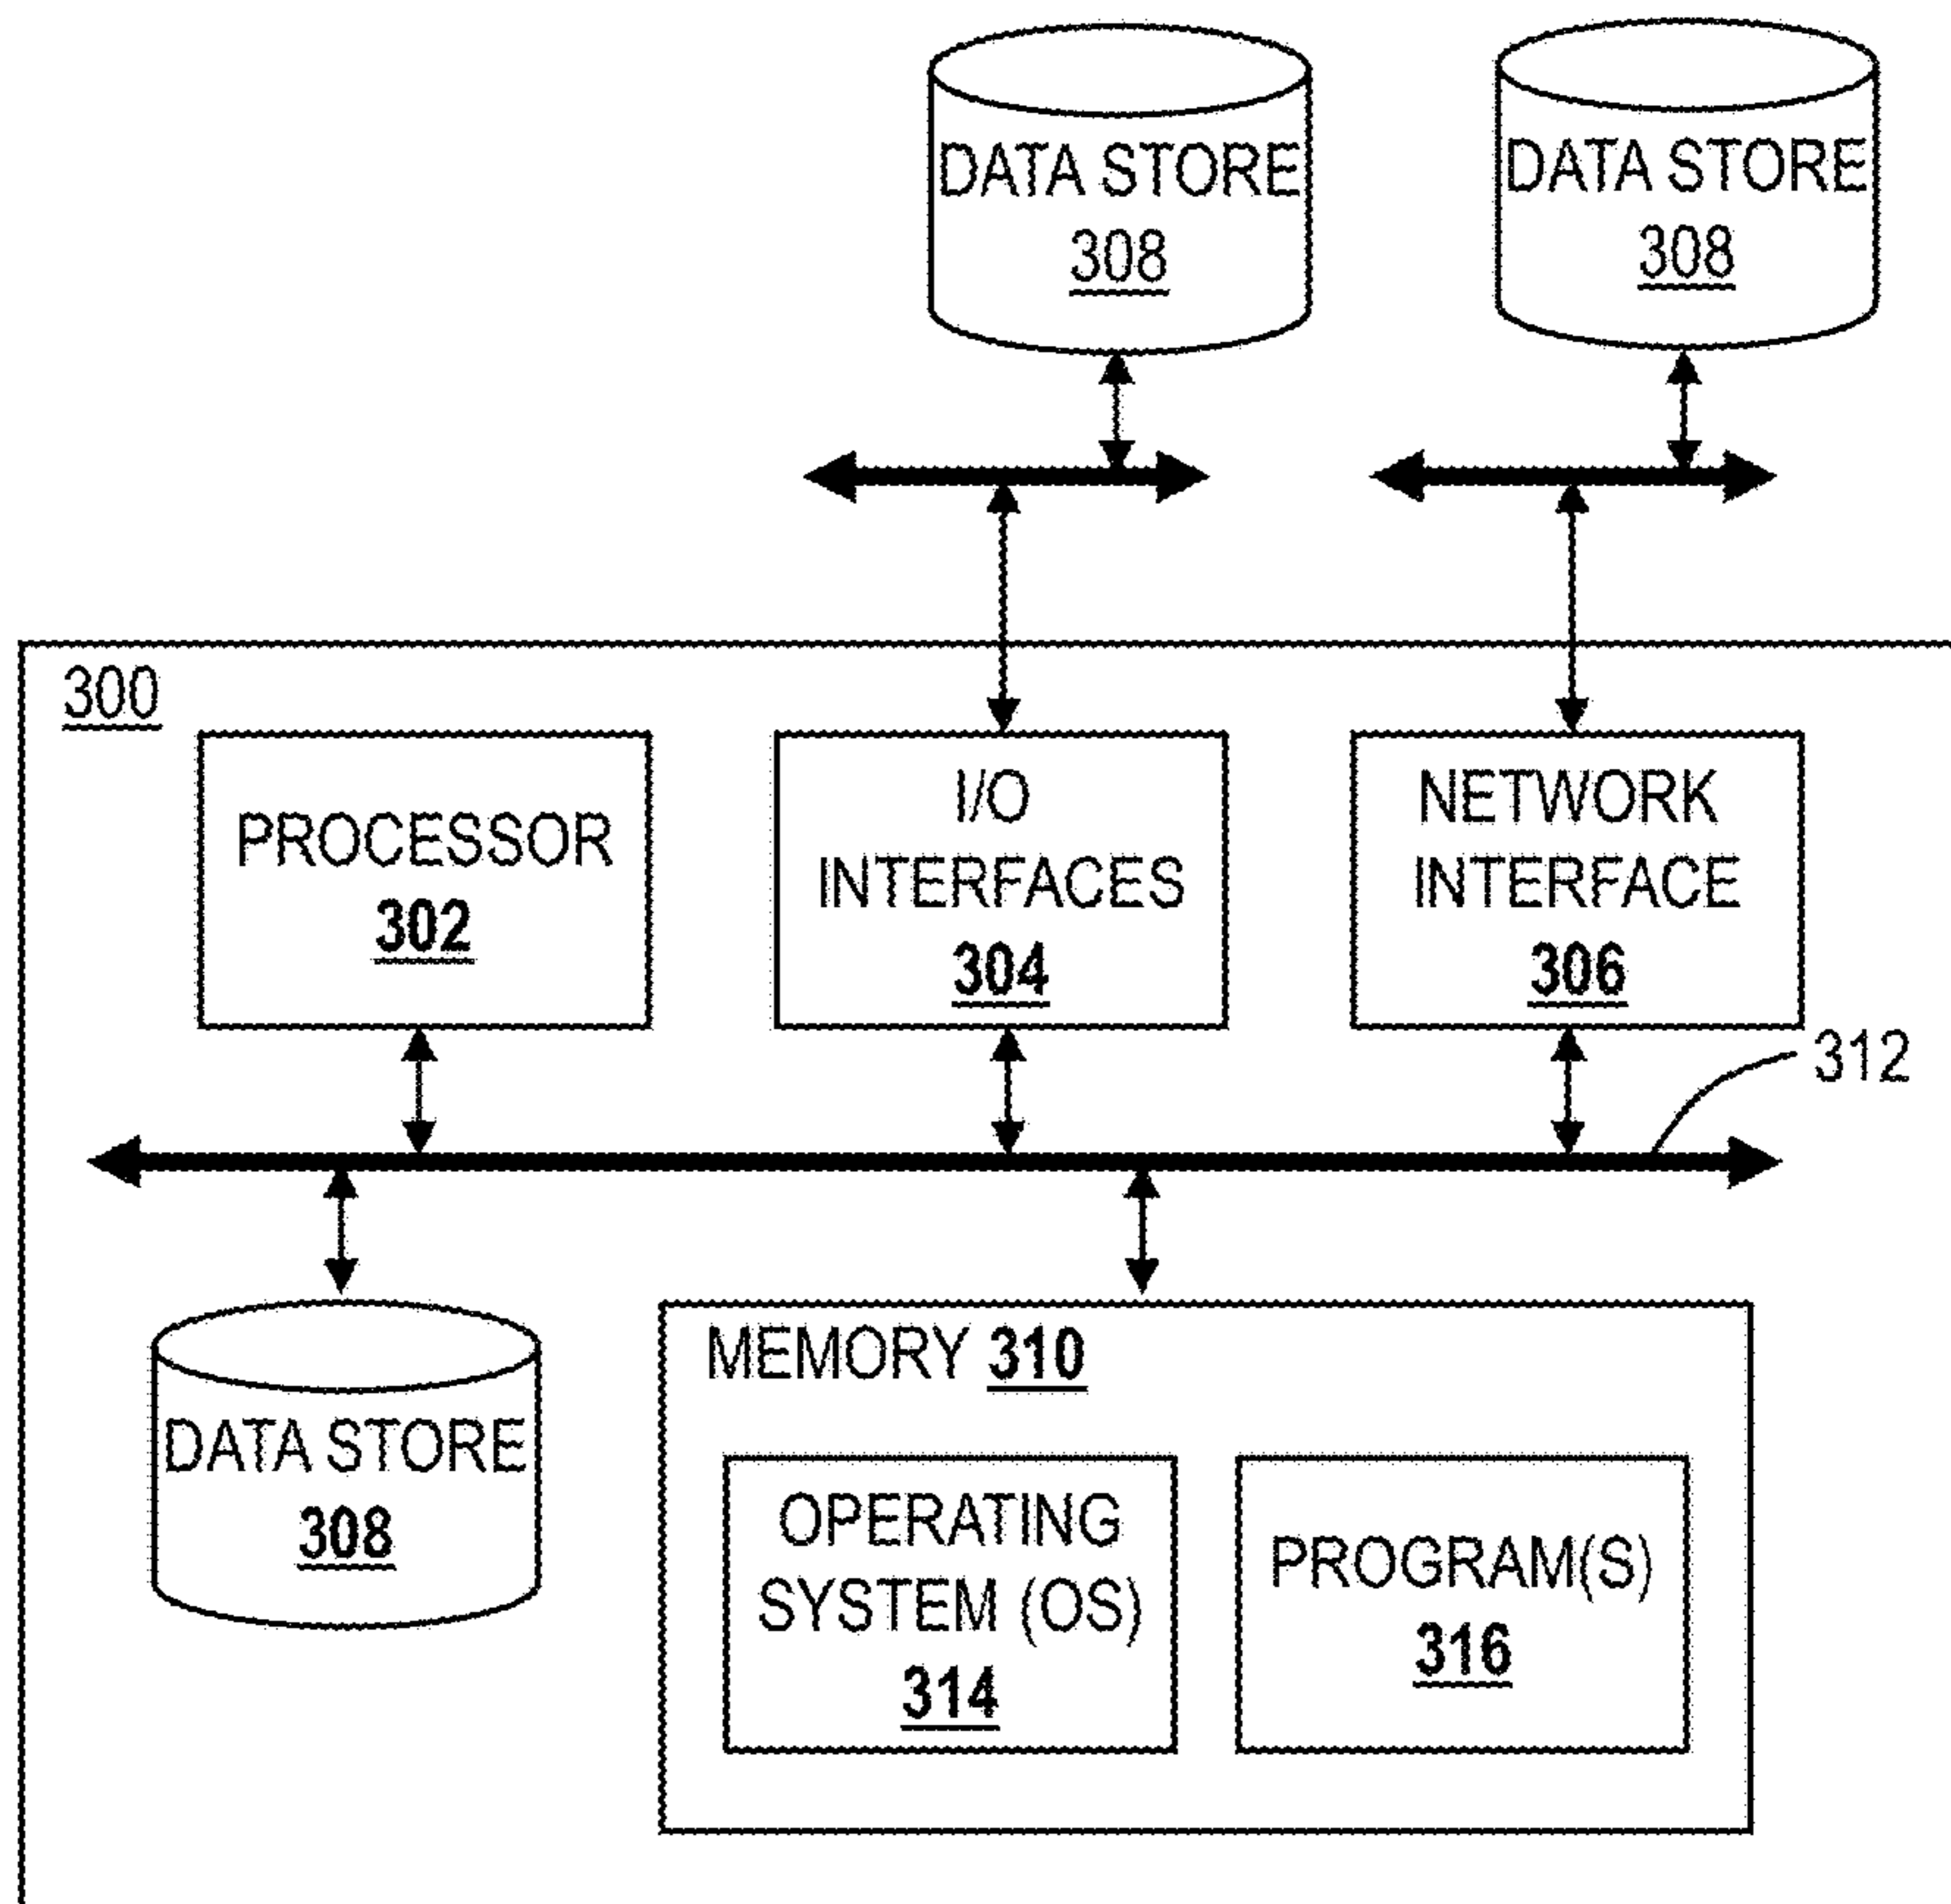 DATA STORE
308
DATA STORE
308
300
PROCESSOR
302
I/O
INTERFACES
304
NETWORK
INTERFACE
306
312
DATA STORE
308
MEMORY 310
OPERATING
SYSTEM (OS)
314
PROGRAM(S)
316